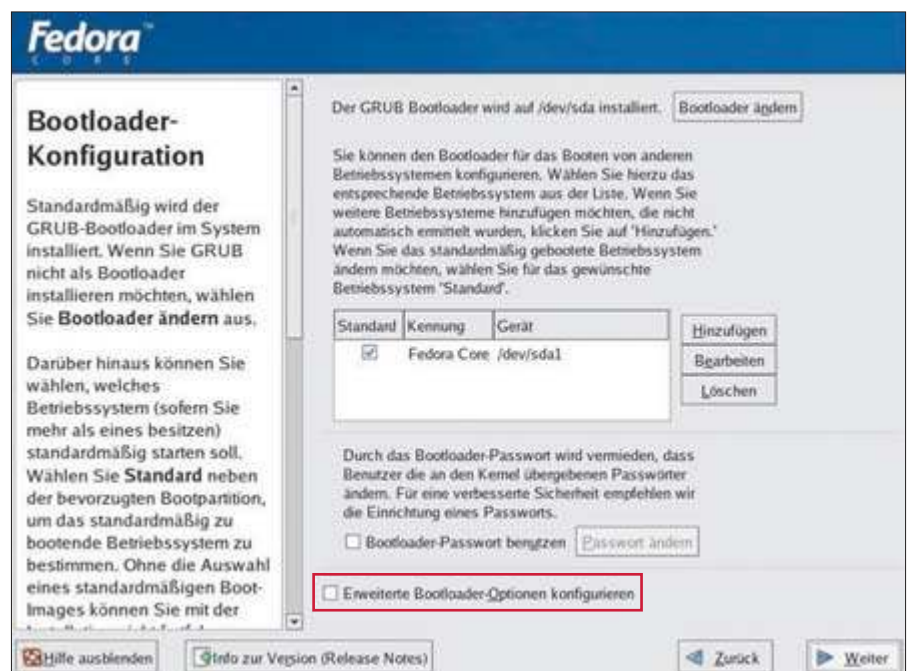 Fedora™
CORE
Bootloader-
Konfiguration
Standardmäßig wird der
GRUB-Bootloader im System
installiert. Wenn Sie GRUB
nicht als Bootloader
installieren möchten, wählen
Sie Bootloader ändern aus.
Darüber hinaus können Sie
wählen, welches
Betriebssystem (sofern Sie
mehr als eines besitzen)
standardmäßig starten soll.
Wählen Sie Standard neben
der bevorzugten Bootpartition,
um das standardmäßig zu
bootende Betriebssystem zu
bestimmen. Ohne die Auswahl
eines standardmäßigen Boot-
Images können Sie mit der
Der GRUB Bootloader wird auf /dev/sda installiert. Bootloader ändern
Sie können den Bootloader für das Booten von anderen
Betriebssystemen konfigurieren. Wählen Sie hierzu das
entsprechende Betriebssystem aus der Liste. Wenn Sie
weitere Betriebssysteme hinzufügen möchten, die nicht
automatisch ermittelt wurden, klicken Sie auf 'Hinzufügen.'
Wenn Sie das standardmäßig gebootete Betriebssystem
ändern möchten, wählen Sie für das gewünschte
Betriebssystem 'Standard'.
Standard Kennung Gerät
Fedora Core /dev/sda1
Hinzufügen
Bearbeiten
Löschen
Durch das Bootloader-Passwort wird vermieden, dass
Benutzer die an den Kernel übergebenen Passwörter
ändern. Für eine verbesserte Sicherheit empfehlen wir
die Einrichtung eines Passworts.
Bootloader-Passwort benutzen Passwort ändern
Erweiterte Bootloader-Optionen konfigurieren
Hilfe ausblenden Info zur Version (Release Notes) Zurück Weiter